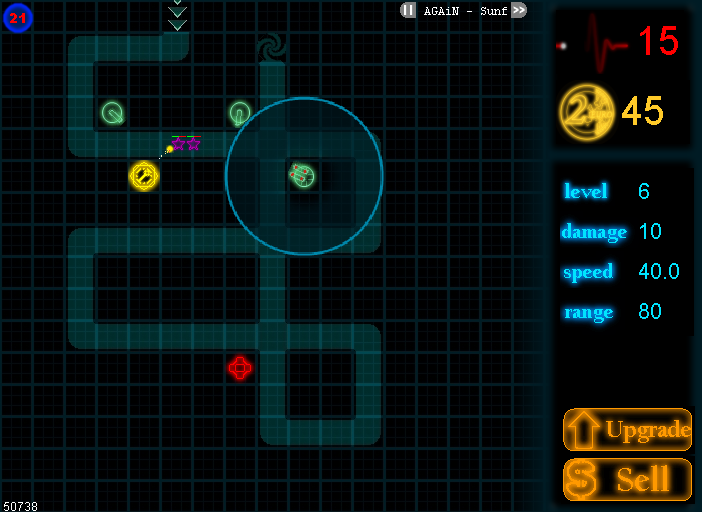 21
AGAiN - Sunf
15
45
level 6
damage 10
speed 40.0
range 80
Upgrade
$ Sell
50738